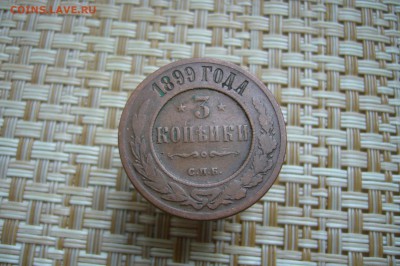 COINS.LAVE.RU
1899 ГОДА
3
КОПѢЙКИ
С.П.Б.